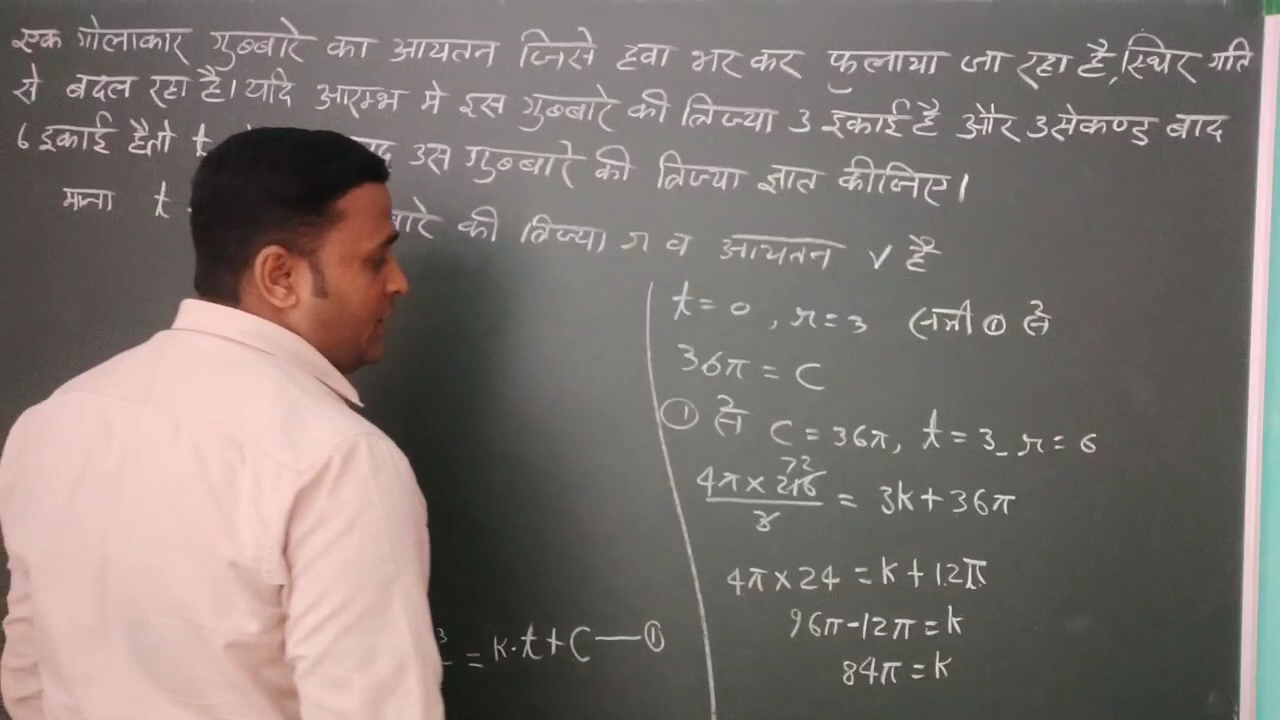 एक गोलाकार गुब्बारे का आयतन जिसे हवा भर कर फुलाया जा रहा है, स्थिर गति
से बदल रहा है। यदि आरम्भ मे इस गुब्बारे की त्रिज्या 3 इकाई है और 3 सेकण्ड बाद
6 इकाई है तो t उस गुब्बारे की त्रिज्या ज्ञात कीजिए।
माना t की त्रिज्या r व आयतन v है
t = 0 , r = 3 (समी ① से
36π = C
① से C = 36π, t = 3, r = 6
72
4π × 216 / 3 = 3k + 36π
4π × 24 = k + 12π
96π - 12π = k
84π = k
3 = k·t + C — ①